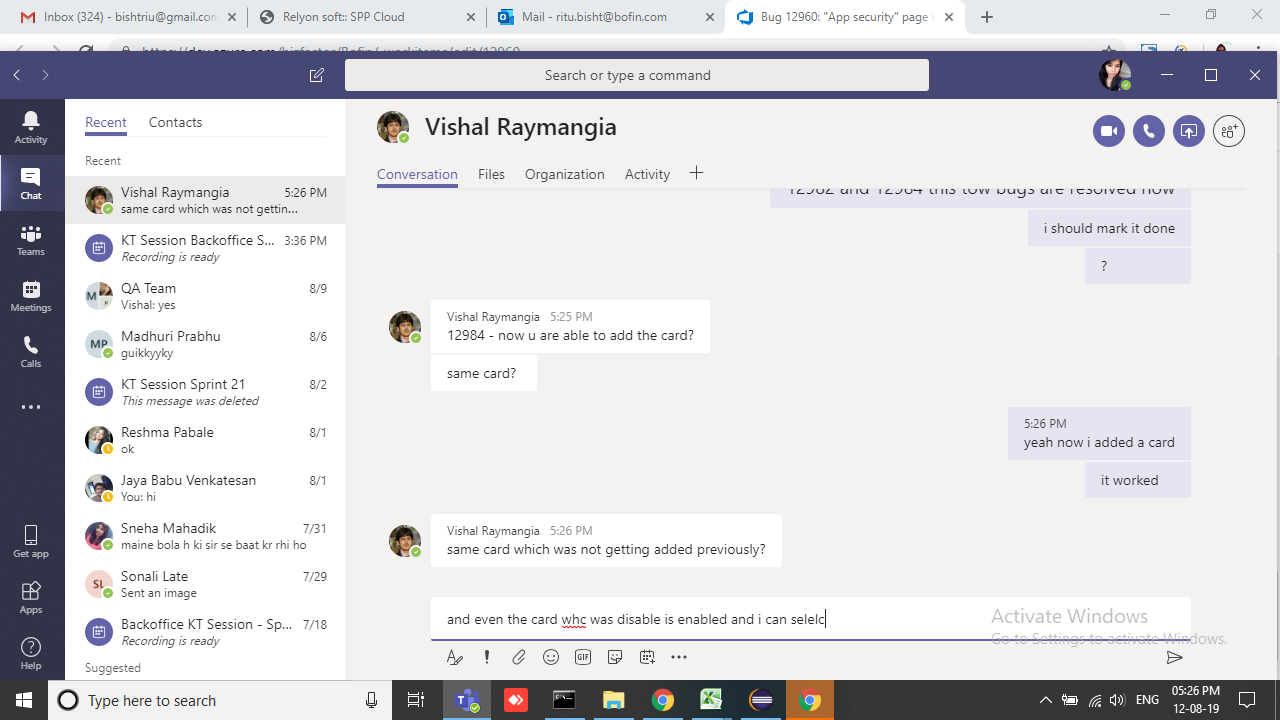 Inbox (324) - bishtriu@gmail.con
Relyon soft:: SPP Cloud
Mail - ritu.bisht@bofin.com
Bug 12960: "App security" page i
Search or type a command
Activity
Chat
Teams
Meetings
Calls
Get app
Apps
Help
Recent
Contacts
Recent
Vishal Raymangia
5:26 PM
same card which was not gettin...
KT Session Backoffice S...
3:36 PM
Recording is ready
QA Team
8/9
Vishal: yes
Madhuri Prabhu
8/6
guikkyyky
KT Session Sprint 21
8/2
This message was deleted
Reshma Pabale
8/1
ok
Jaya Babu Venkatesan
8/1
You: hi
Sneha Mahadik
7/31
maine bola h ki sir se baat kr rhi ho
Sonali Late
7/29
Sent an image
Backoffice KT Session - Sp...
7/18
Recording is ready
Suggested
M
MP
SL
Vishal Raymangia
Conversation
Files
Organization
Activity
12982 and 12984 this tow bugs are resolved now
i should mark it done
?
Vishal Raymangia 5:25 PM
12984 - now u are able to add the card?
same card?
5:26 PM
yeah now i added a card
it worked
Vishal Raymangia 5:26 PM
same card which was not getting added previously?
and even the card whc was disable is enabled and i can selelc
GIF
Activate Windows
Go to Settings to activate Windows.
Type here to search
ENG
05:26 PM
12-08-19